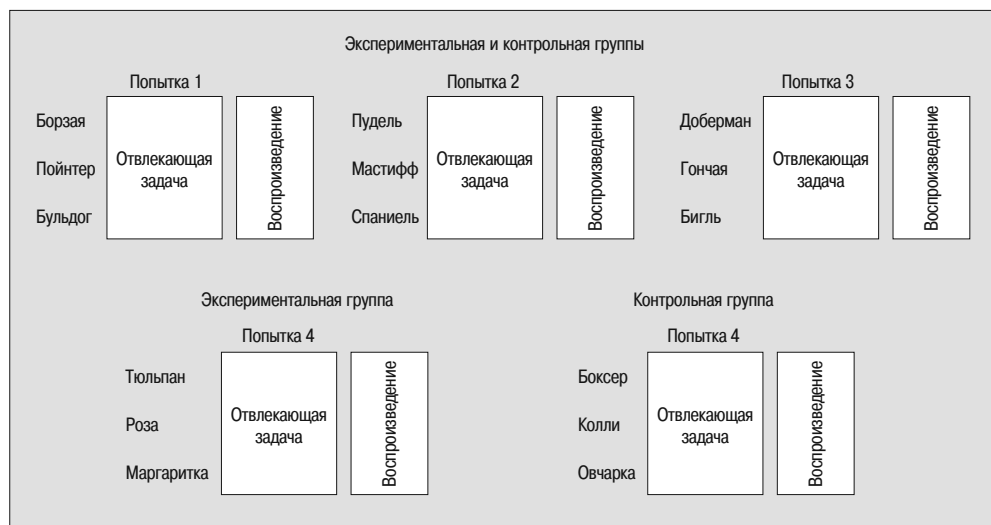 Экспериментальная и контрольная группы
Попытка 1
Борзая
Пойнтер
Бульдог
Отвлекающая
задача
Воспроизведение
Попытка 2
Пудель
Мастифф
Спаниель
Отвлекающая
задача
Воспроизведение
Попытка 3
Доберман
Гончая
Бигль
Отвлекающая
задача
Воспроизведение
Экспериментальная группа
Попытка 4
Тюльпан
Роза
Маргаритка
Отвлекающая
задача
Воспроизведение
Контрольная группа
Попытка 4
Боксер
Колли
Овчарка
Отвлекающая
задача
Воспроизведение